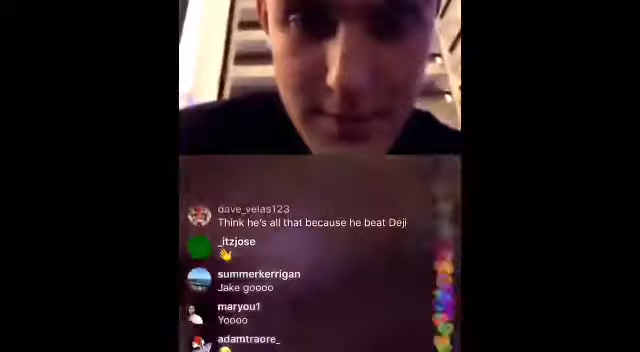 dave_velas123
Think he's all that because he beat Deji
_itzjose
👋
summerkerrigan
Jake goooo
maryou1
Yoooo
adamtraore_